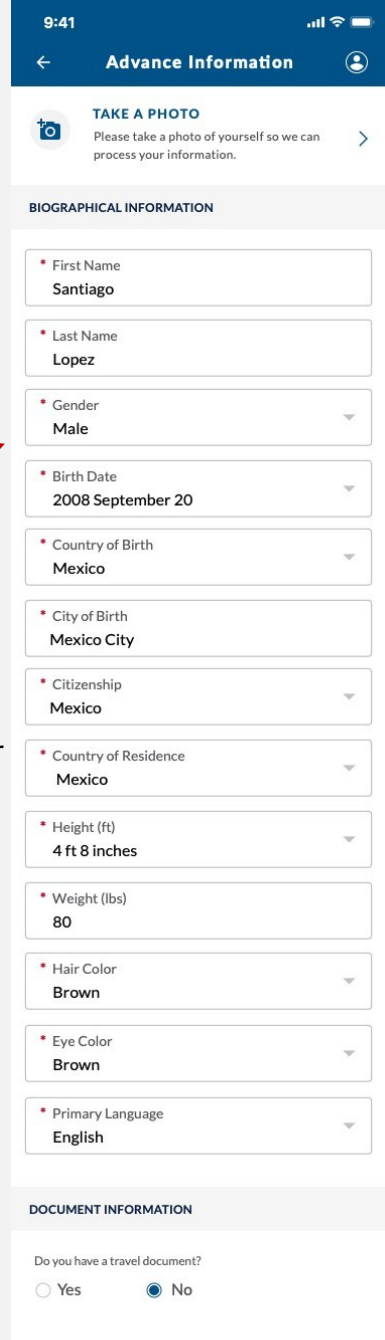 9:41
Advance Information
TAKE A PHOTO
Please take a photo of yourself so we can
process your information.
BIOGRAPHICAL INFORMATION
* First Name
Santiago
* Last Name
Lopez
* Gender
Male
* Birth Date
2008 September 20
* Country of Birth
Mexico
* City of Birth
Mexico City
* Citizenship
Mexico
* Country of Residence
Mexico
* Height (ft)
4 ft 8 inches
* Weight (lbs)
80
* Hair Color
Brown
* Eye Color
Brown
* Primary Language
English
DOCUMENT INFORMATION
Do you have a travel document?
Yes No